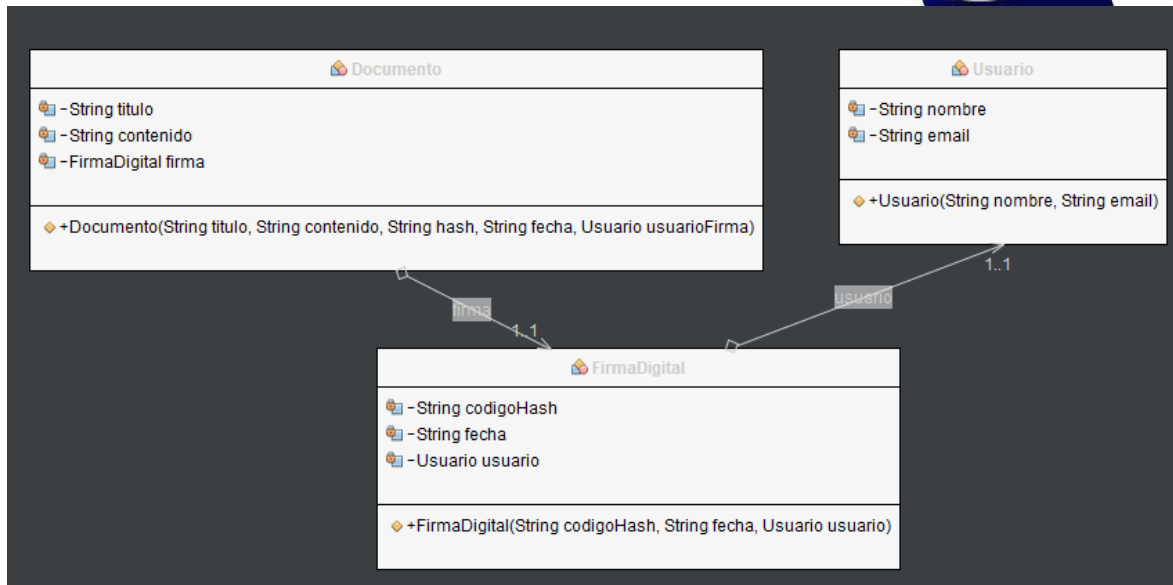 Documento
-String titulo
-String contenido
-FirmaDigital firma
+Documento(String titulo, String contenido, String hash, String fecha, Usuario usuarioFirma)
Usuario
-String nombre
-String email
+Usuario(String nombre, String email)
1..1
usuario
firma
1..1
FirmaDigital
-String codigoHash
-String fecha
-Usuario usuario
+FirmaDigital(String codigoHash, String fecha, Usuario usuario)